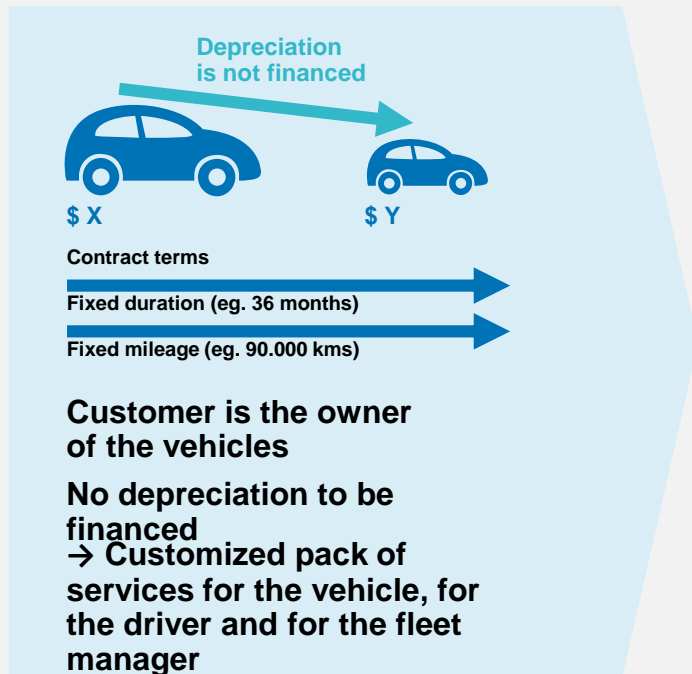 Depreciation
is not financed
$ X
$ Y
Contract terms
Fixed duration (eg. 36 months)
Fixed mileage (eg. 90.000 kms)
Customer is the owner
of the vehicles
No depreciation to be
financed
→ Customized pack of
services for the vehicle, for
the driver and for the fleet
manager